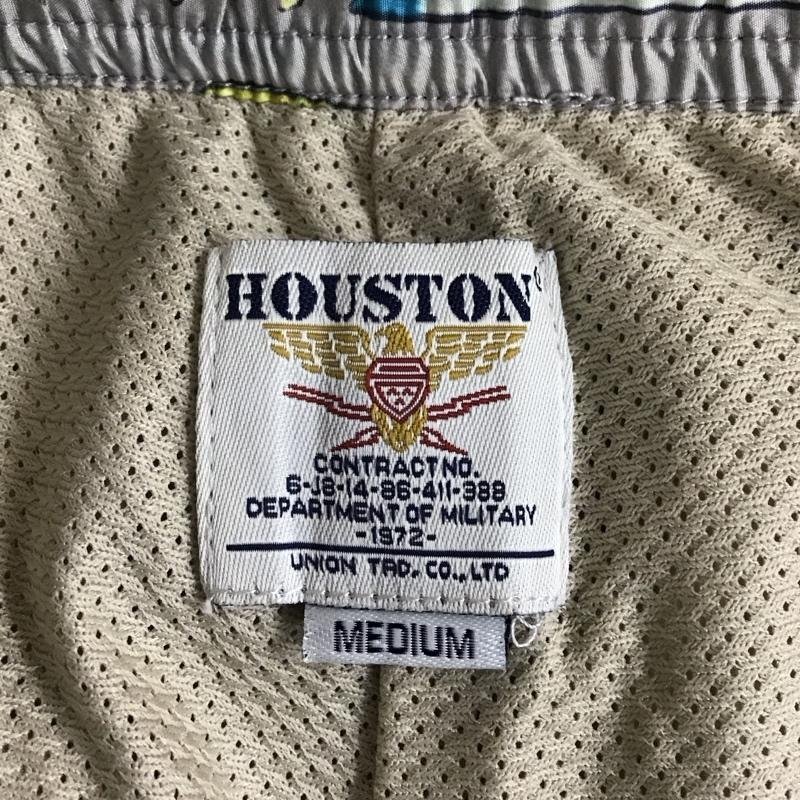 HOUSTON
CONTRACT NO.
6-JS-14-86-411-388
DEPARTMENT OF MILITARY
-1972-
UNION TRD. CO., LTD
MEDIUM